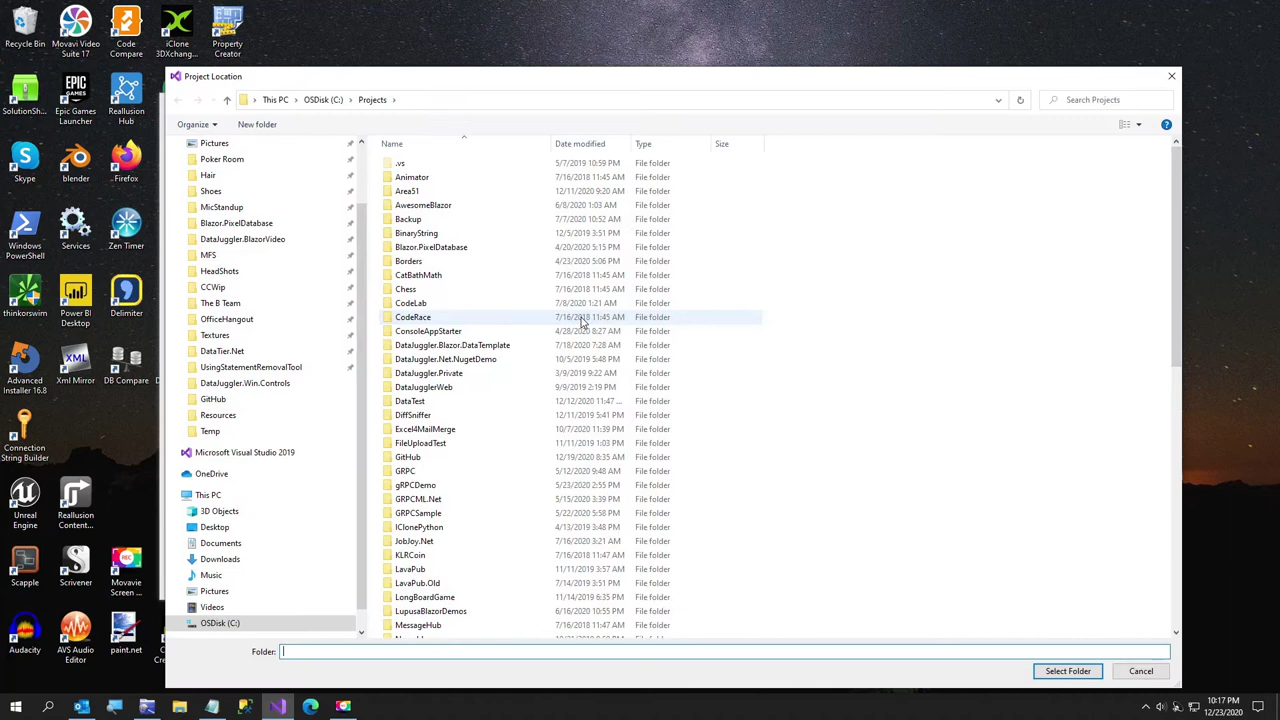 Recycle Bin
Movavi Video
Suite 17
Code
Compare
iClone
3DXchang...
Property
Creator
SolutionSh...
Epic Games
Launcher
Reallusion
Hub
Skype
blender
Firefox
Windows
PowerShell
Services
Zen Timer
thinkorswim
Power BI
Desktop
Delimiter
Advanced
Installer 16.8
Xml Mirror
DB Compare
Connection
String Builder
Unreal
Engine
Reallusion
Content...
Scapple
Scrivener
Movavie
Screen ...
Audacity
AVS Audio
Editor
paint.net
Project Location
This PC > OSDisk (C:) > Projects >
Search Projects
Organize
New folder
Pictures
Poker Room
Hair
Shoes
MicStandup
Blazor.PixelDatabase
DataJuggler.BlazorVideo
MFS
HeadShots
CCWip
The B Team
OfficeHangout
Textures
DataTier.Net
UsingStatementRemovalTool
DataJuggler.Win.Controls
GitHub
Resources
Temp
Microsoft Visual Studio 2019
OneDrive
This PC
3D Objects
Desktop
Documents
Downloads
Music
Pictures
Videos
OSDisk (C:)
Name Date modified Type Size
.vs 5/7/2019 10:59 PM File folder
Animator 7/16/2018 11:45 AM File folder
Area51 12/11/2020 9:20 AM File folder
AwesomeBlazor 6/8/2020 1:03 AM File folder
Backup 7/7/2020 10:52 AM File folder
BinaryString 12/5/2019 3:51 PM File folder
Blazor.PixelDatabase 4/20/2020 5:15 PM File folder
Borders 4/23/2020 5:06 PM File folder
CatBathMath 7/16/2018 11:45 AM File folder
Chess 7/16/2018 11:45 AM File folder
CodeLab 7/8/2020 1:21 AM File folder
CodeRace 7/16/2018 11:45 AM File folder
ConsoleAppStarter 4/28/2020 8:27 AM File folder
DataJuggler.Blazor.DataTemplate 7/18/2020 7:28 AM File folder
DataJuggler.Net.NugetDemo 10/5/2019 5:48 PM File folder
DataJuggler.Private 3/9/2019 9:22 AM File folder
DataJugglerWeb 9/9/2019 2:19 PM File folder
DataTest 12/12/2020 11:47 ... File folder
DiffSniffer 12/11/2019 5:41 PM File folder
Excel4MailMerge 10/7/2020 11:39 PM File folder
FileUploadTest 11/11/2019 1:03 PM File folder
GitHub 12/19/2020 8:35 AM File folder
GRPC 5/12/2020 9:48 AM File folder
gRPCDemo 5/23/2020 2:55 PM File folder
GRPCML.Net 5/15/2020 3:39 PM File folder
GRPCSample 5/22/2020 5:58 PM File folder
IClonePython 4/13/2019 3:48 PM File folder
JobJoy.Net 7/16/2020 3:21 AM File folder
KLRCoin 7/16/2018 11:47 AM File folder
LavaPub 11/11/2019 3:57 AM File folder
LavaPub.Old 7/14/2019 3:51 PM File folder
LongBoardGame 11/14/2019 6:35 PM File folder
LupusaBlazorDemos 6/16/2020 10:55 PM File folder
MessageHub 7/16/2018 11:47 AM File folder
Folder:
Select Folder
Cancel
10:17 PM
12/23/2020